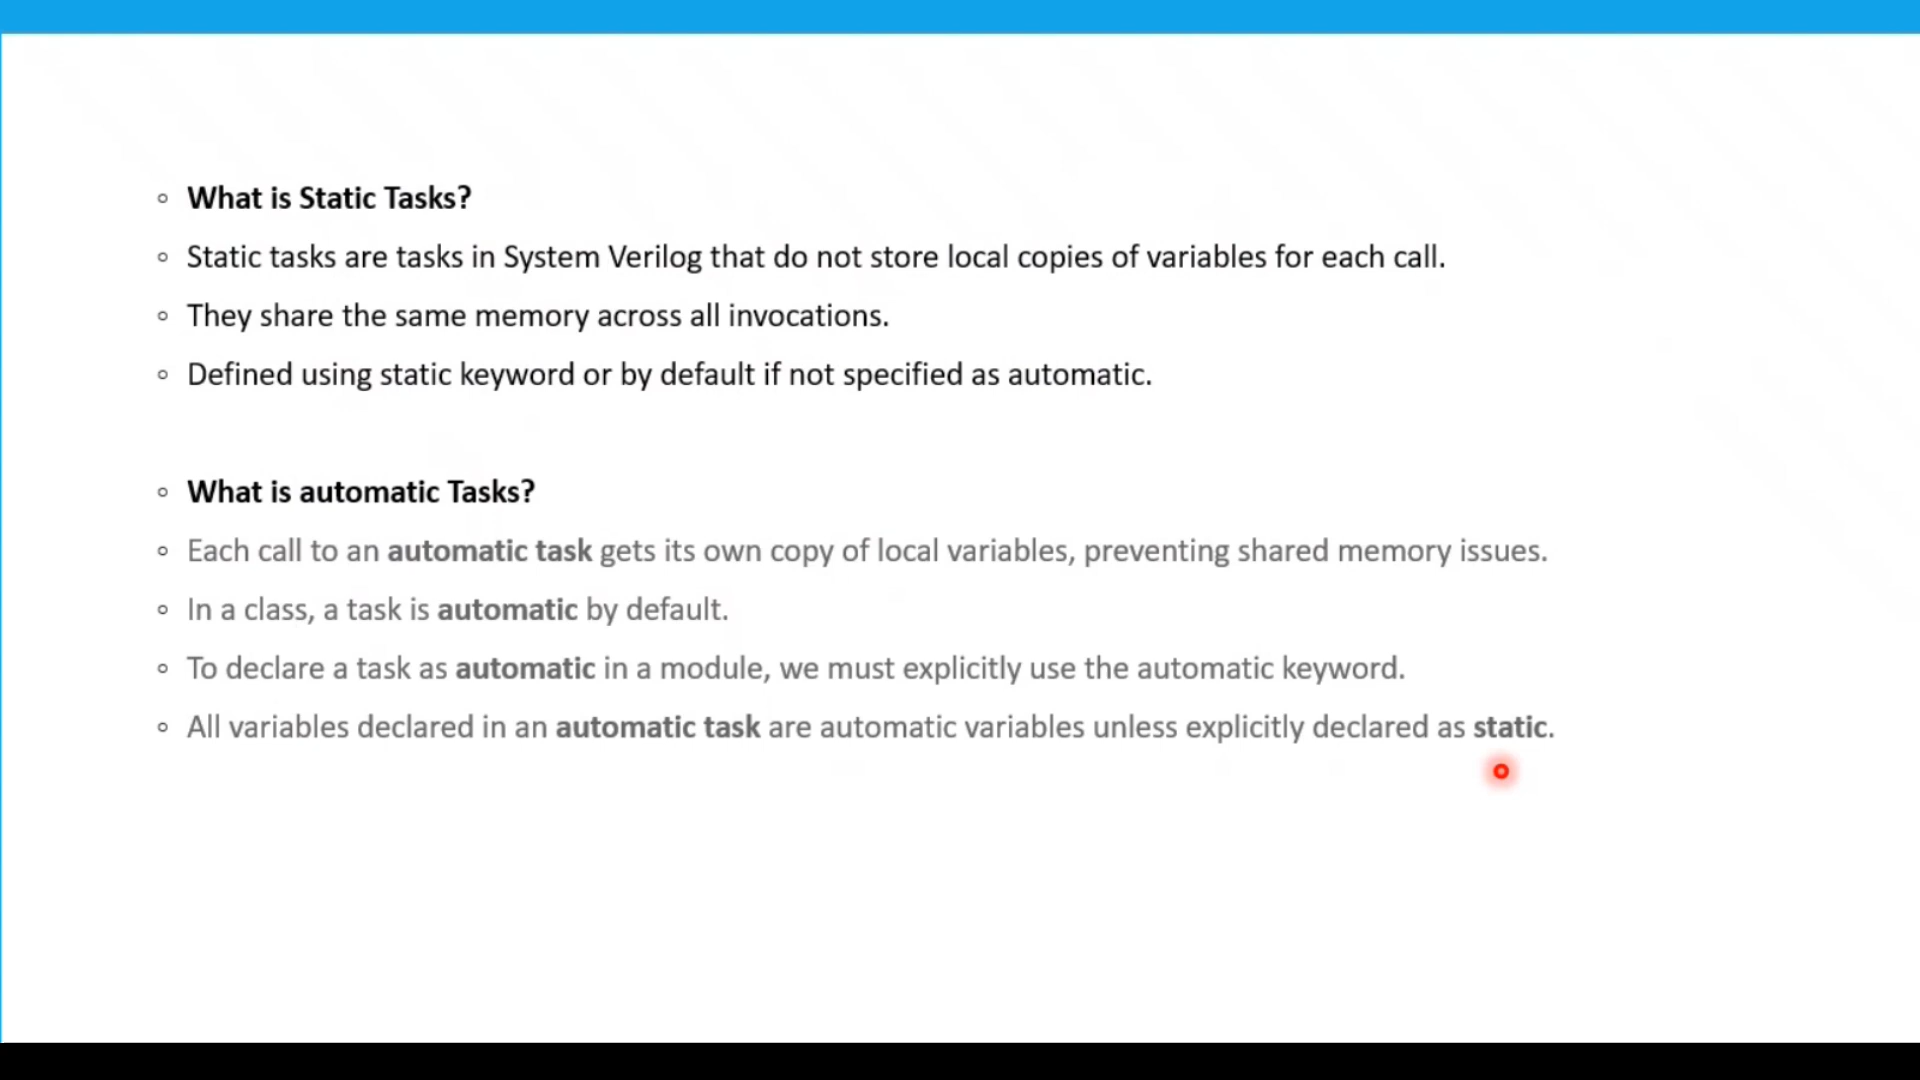 What is Static Tasks?
Static tasks are tasks in System Verilog that do not store local copies of variables for each call.
They share the same memory across all invocations.
Defined using static keyword or by default if not specified as automatic.
What is automatic Tasks?
Each call to an automatic task gets its own copy of local variables, preventing shared memory issues.
In a class, a task is automatic by default.
To declare a task as automatic in a module, we must explicitly use the automatic keyword.
All variables declared in an automatic task are automatic variables unless explicitly declared as static.